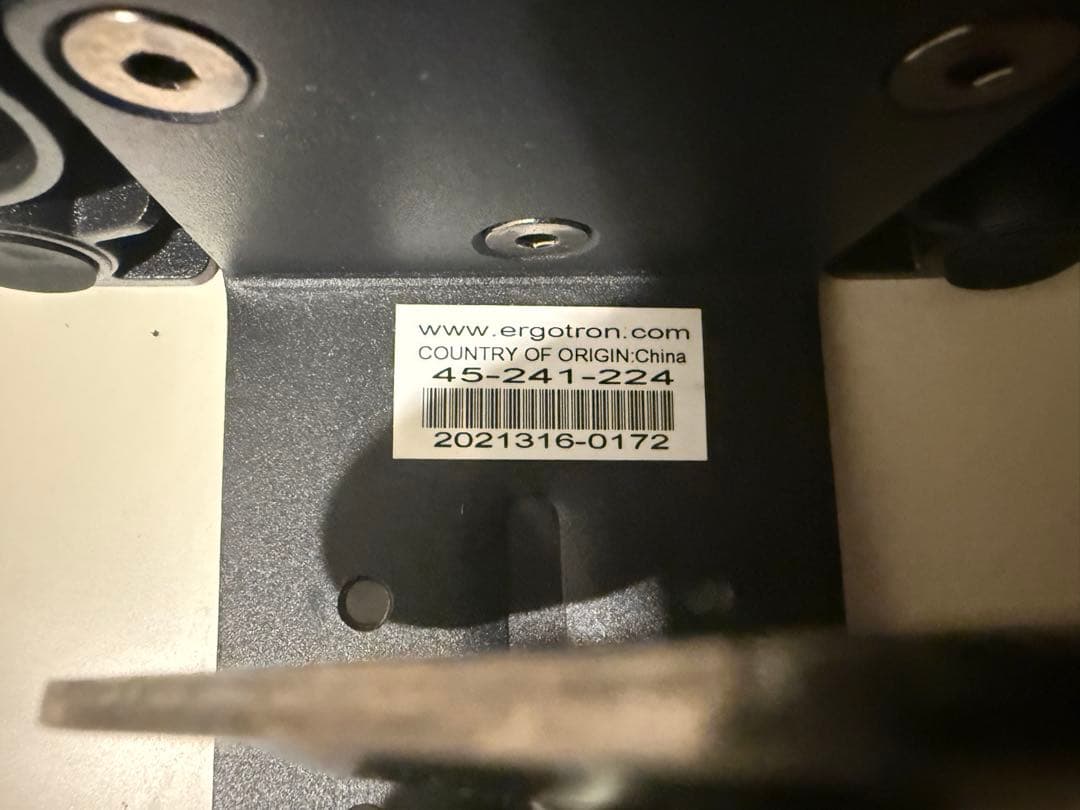 www.ergotron.com
COUNTRY OF ORIGIN:China
45-241-224
2021316-0172